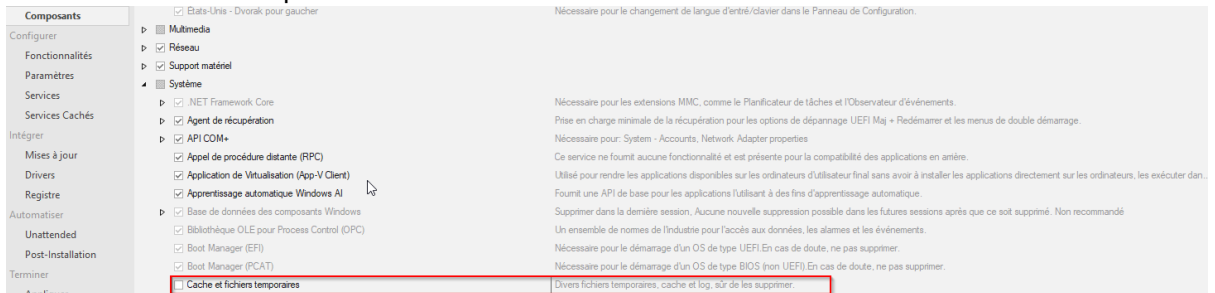 Composants
Etats-Unis - Dvorak pour gaucher Nécessaire pour le changement de langue d'entré/clavier dans le Panneau de Configuration.
Configurer
Multimedia
Fonctionnalités
Réseau
Paramètres
Support matériel
Services
Système
Services Cachés
.NET Framework Core Nécessaire pour les extensions MMC, comme le Planificateur de tâches et l'Observateur d'événements.
Intégrer
Agent de récupération Prise en charge minimale de la récupération pour les options de dépannage UEFI Maj + Redémarrer et les menus de double démarrage.
API COM+ Nécessaire pour: System - Accounts, Network Adapter properties
Mises à jour
Appel de procédure distante (RPC) Ce service ne fournit aucune fonctionnalité et est présente pour la compatibilité des applications en arrière.
Drivers
Application de Virtualisation (App-V Client) Utilisé pour rendre les applications disponibles sur les ordinateurs d'utilisateur final sans avoir à installer les applications directement sur les ordinateurs, les exécuter dan...
Registre
Apprentissage automatique Windows AI Fournit une API de base pour les applications l'utilisant à des fins d'apprentissage automatique.
Automatiser
Base de données des composants Windows Supprimer dans la dernière session, Aucune nouvelle suppression possible dans les futures sessions après que ce soit supprimé. Non recommandé
Unattended
Bibliothèque OLE pour Process Control (OPC) Un ensemble de normes de l'industrie pour l'accés aux données, les alarmes et les événements.
Post-Installation
Boot Manager (EFI) Nécessaire pour le démarrage d'un OS de type UEFI.En cas de doute, ne pas supprimer.
Terminer
Boot Manager (PCAT) Nécessaire pour le démarrage d'un OS de type BIOS (non UEFI).En cas de doute, ne pas supprimer.
Cache et fichiers temporaires Divers fichiers temporaires, cache et log, sûr de les supprimer.